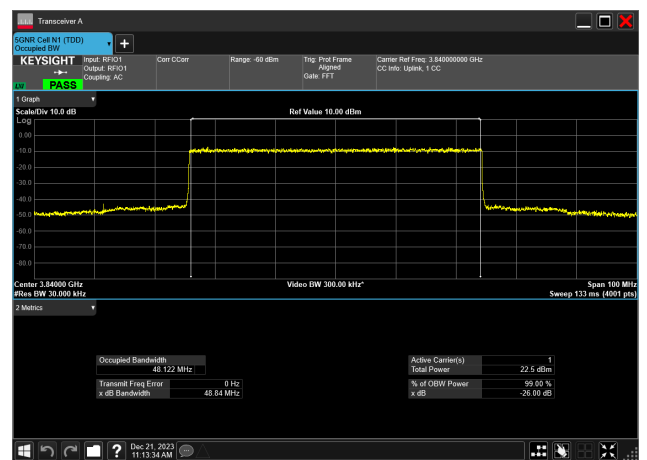 Transceiver A
5GNR Cell N1 (TDD)
Occupied BW
KEYSIGHT
LV
PASS
Input: RFIO1
Output: RFIO1
Coupling: AC
Corr CCorr
Range: -60 dBm
Trig: Prot Frame
Aligned
Gate: FFT
Carrier Ref Freq: 3.840000000 GHz
CC Info: Uplink, 1 CC
1 Graph
Scale/Div 10.0 dB
Ref Value 10.00 dBm
Log
0.00
-10.0
-20.0
-30.0
-40.0
-50.0
-60.0
-70.0
-80.0
Center 3.84000 GHz
Video BW 300.00 kHz*
Span 100 MHz
#Res BW 30.000 kHz
Sweep 133 ms (4001 pts)
2 Metrics
Occupied Bandwidth
48.122 MHz
Transmit Freq Error 0 Hz
x dB Bandwidth 48.84 MHz
Active Carrier(s) 1
Total Power 22.5 dBm
% of OBW Power 99.00 %
x dB -26.00 dB
Dec 21, 2023
11:13:34 AM